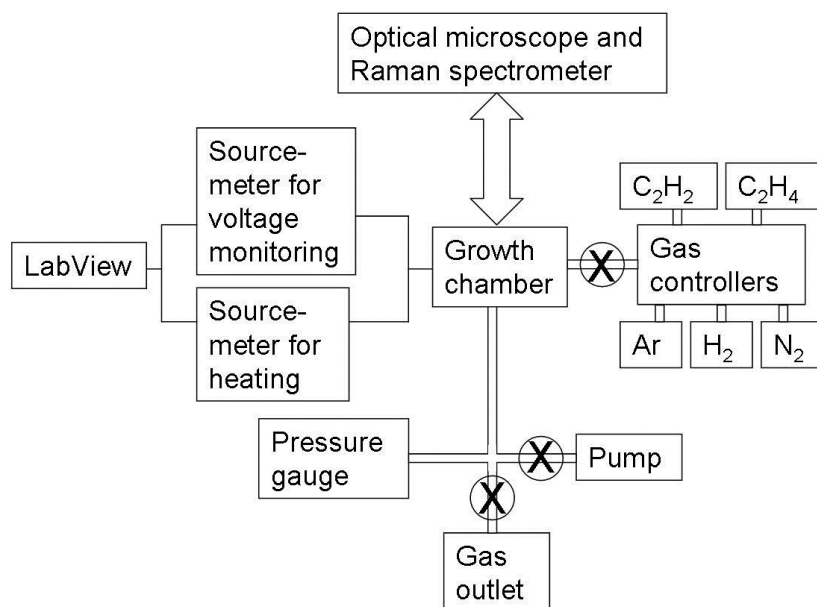 Optical microscope and
Raman spectrometer
Source-
meter for
voltage
monitoring
C₂H₂
C₂H₄
LabView
Growth
chamber
X
Gas
controllers
Source-
meter for
heating
Ar
H₂
N₂
Pressure
gauge
X
Pump
X
Gas
outlet